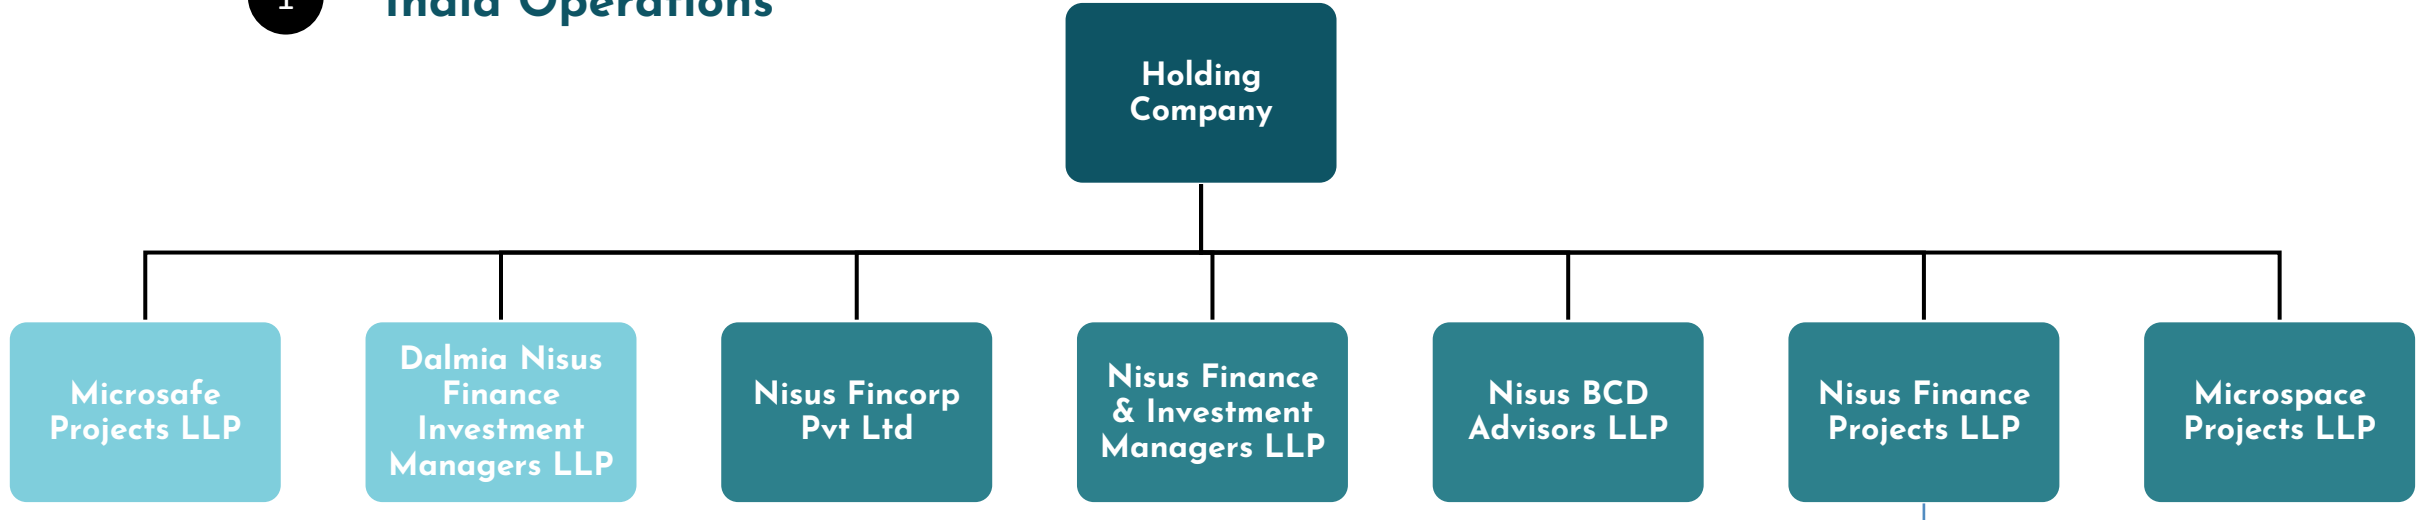 1
India Operations
Holding
Company
Microsafe
Projects LLP
Dalmia Nisus
Finance
Investment
Managers LLP
Nisus Fincorp
Pvt Ltd
Nisus Finance
& Investment
Managers LLP
Nisus BCD
Advisors LLP
Nisus Finance
Projects LLP
Microspace
Projects LLP